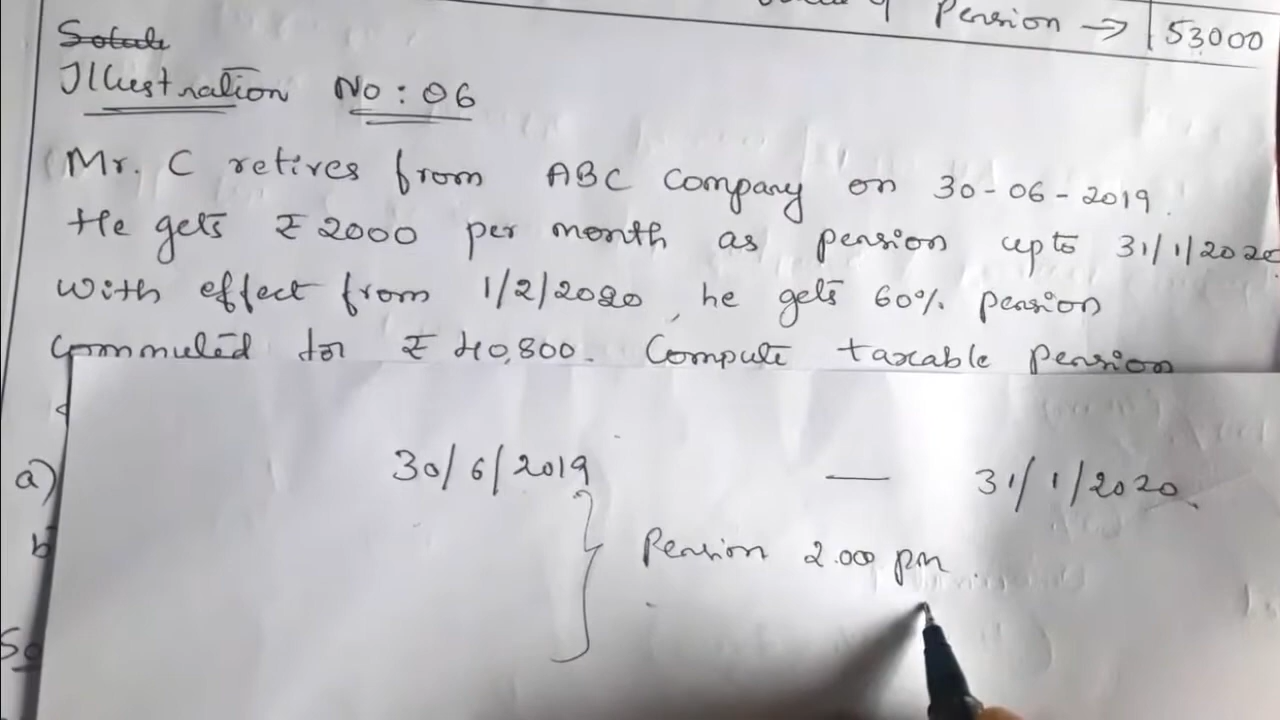 Pension → 53000
Illustration No : 06
Mr. C retires from ABC Company on 30-06-2019.
He gets ₹ 2000 per month as pension upto 31/1/2020
With effect from 1/2/2020, he gets 60% pension
Commuted for ₹ 40,800. Compute taxable pension
a)
30/6/2019 — 31/1/2020
b
Pension 2.000 pm
So